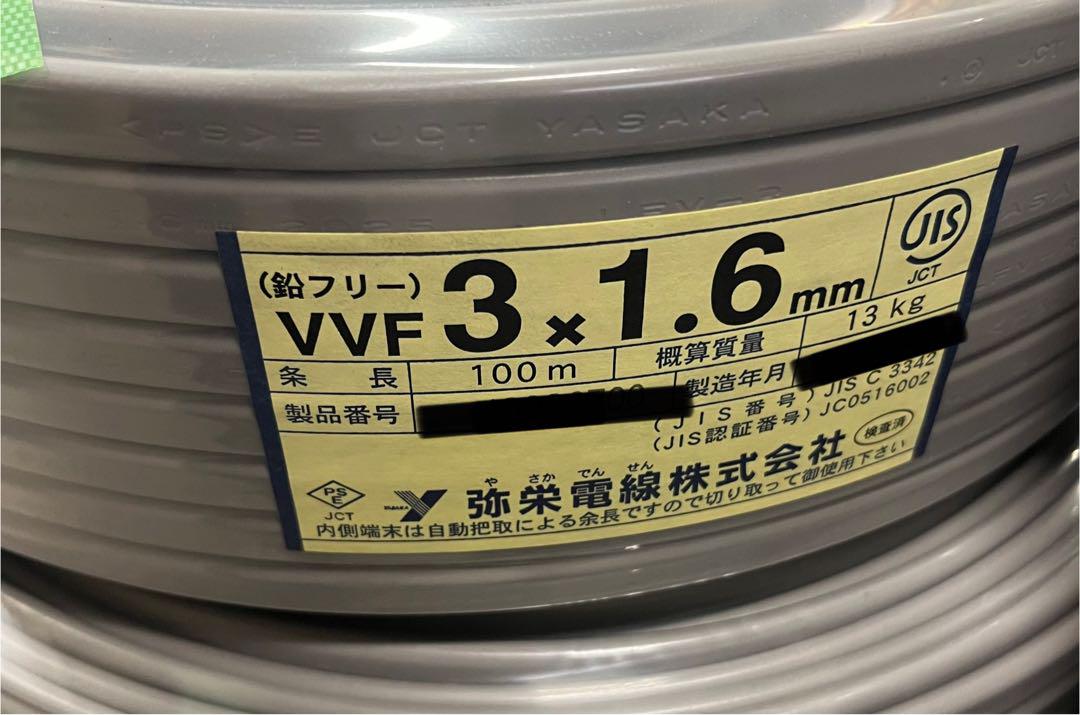 <PS>E JCT YASAKA
JCT
2025
(鉛フリー)
VVF 3×1.6mm
JIS
JCT
条長 100m 概算質量 13kg
製品番号
製造年月
(JIS番号) JIS C 3342
(JIS認証番号) JC0516002
検査済
PS
E
JCT
YASAKA
やさかでんせん
弥栄電線株式会社
内側端末は自動把取による余長ですので切り取って御使用下さい